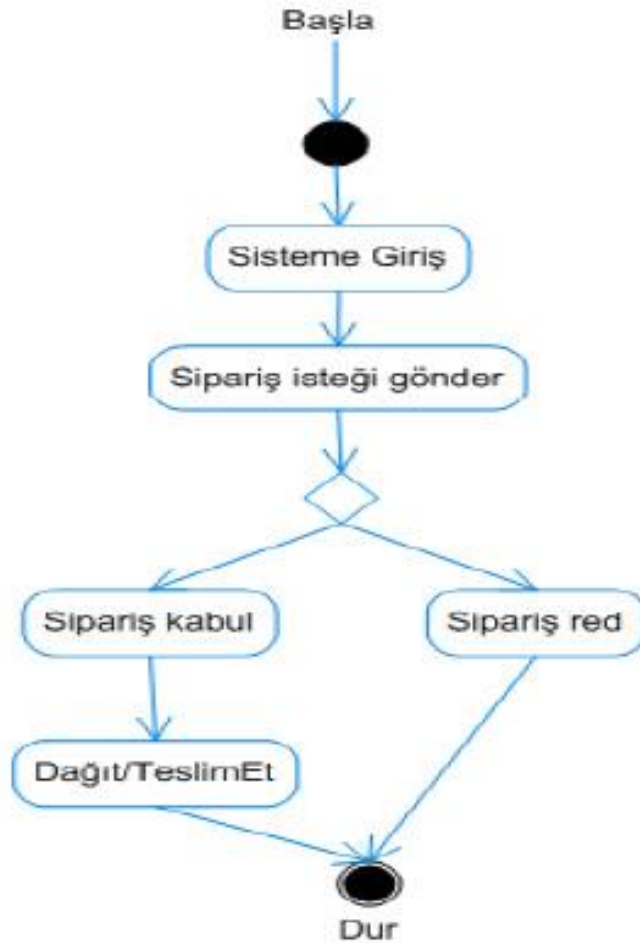 Başla
Sisteme Giriş
Sipariş isteği gönder
Sipariş kabul
Sipariş red
Dağıt/TeslimEt
Dur